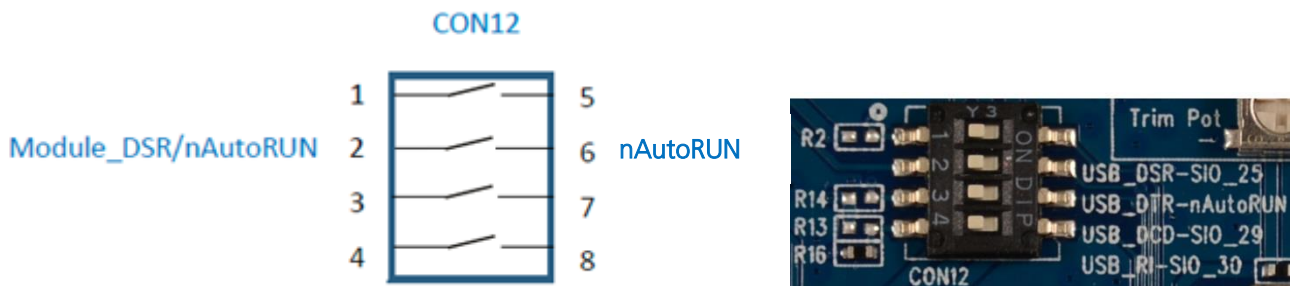 CON12
1 5
Module_DSR/nAutoRUN 2 6 nAutoRUN
3 7
4 8
Trim Pot
R2
Y 3
1 2 3 4
ON DIP
USB_DSR-SIO_25
R14
USB_DTR-nAutoRUN
R13
USB_DCD-SIO_29
R16
USB_RI-SIO_30
CON12